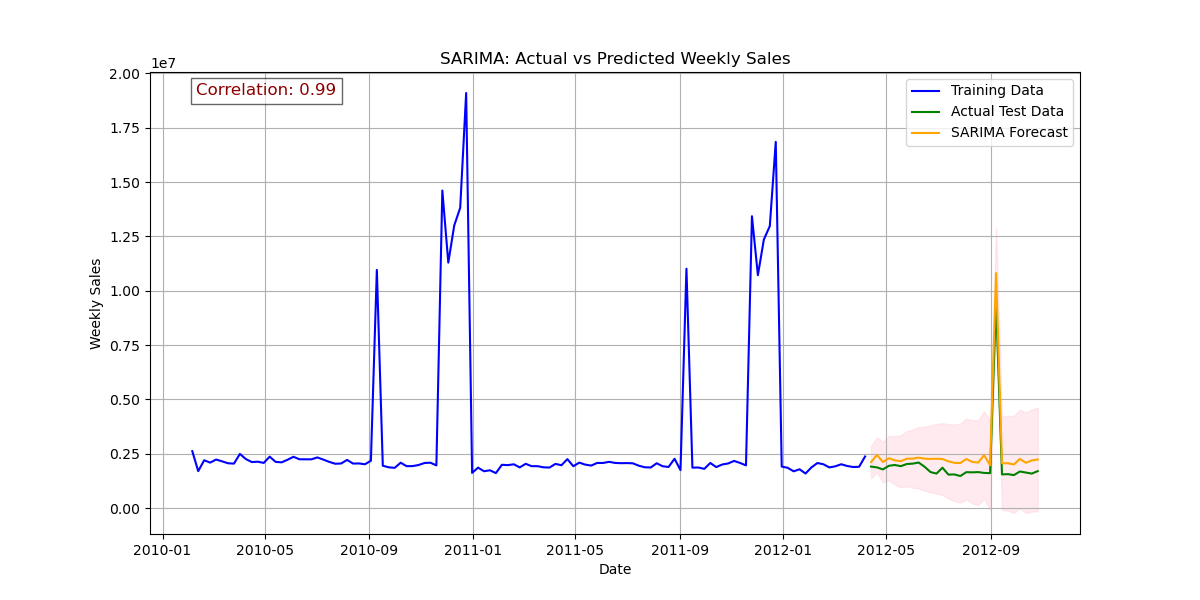 SARIMA: Actual vs Predicted Weekly Sales
1e7
Correlation: 0.99
Training Data
Actual Test Data
SARIMA Forecast
2.00
1.75
1.50
1.25
1.00
0.75
0.50
0.25
0.00
Weekly Sales
2010-01
2010-05
2010-09
2011-01
2011-05
2011-09
2012-01
2012-05
2012-09
Date